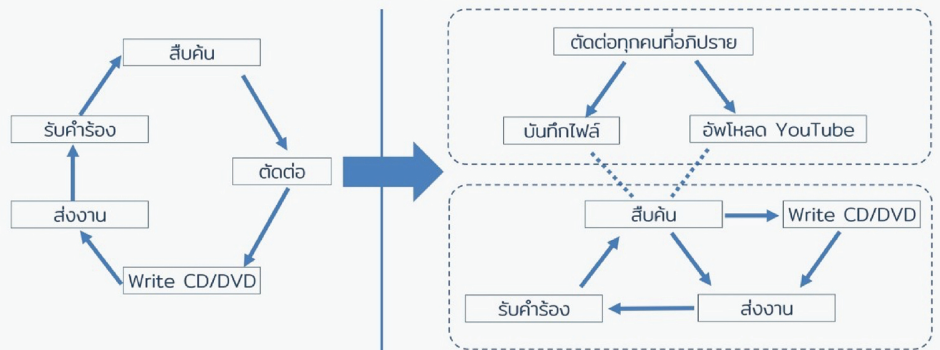 สืบค้น
รับคำร้อง
ตัดต่อ
ส่งงาน
Write CD/DVD
ตัดต่อทุกคนที่อภิปราย
บันทึกไฟล์
อัพโหลด YouTube
สืบค้น
Write CD/DVD
รับคำร้อง
ส่งงาน